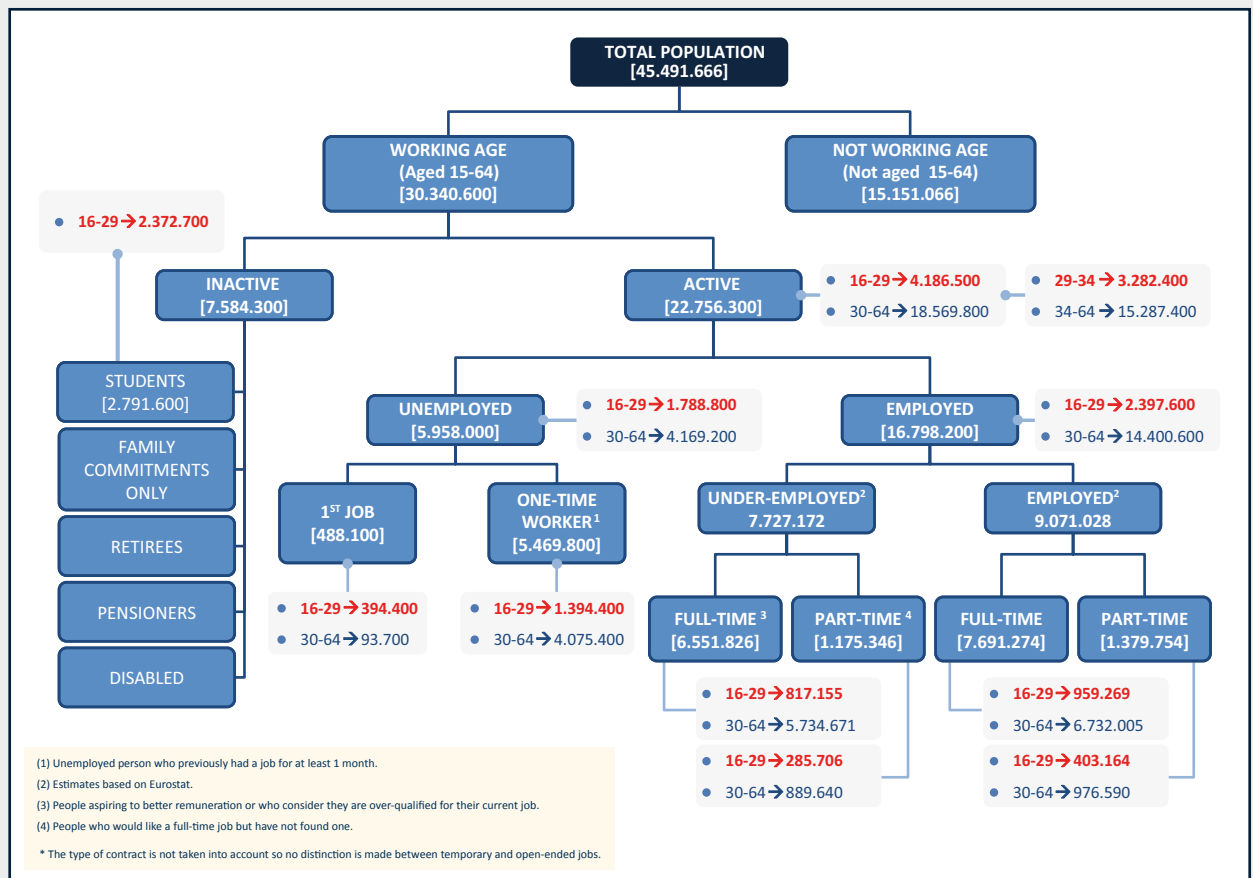 TOTAL POPULATION
[45.491.666]
WORKING AGE
(Aged 15-64)
[30.340.600]
NOT WORKING AGE
(Not aged 15-64)
[15.151.066]
16-29→2.372.700
INACTIVE
[7.584.300]
ACTIVE
[22.756.300]
16-29→4.186.500
30-64→18.569.800
29-34→3.282.400
34-64→15.287.400
STUDENTS
[2.791.600]
FAMILY
COMMITMENTS
ONLY
RETIREES
PENSIONERS
DISABLED
UNEMPLOYED
[5.958.000]
16-29→1.788.800
30-64→4.169.200
EMPLOYED
[16.798.200]
16-29→2.397.600
30-64→14.400.600
1ST JOB
[488.100]
ONE-TIME
WORKER1
[5.469.800]
UNDER-EMPLOYED2
7.727.172
EMPLOYED2
9.071.028
16-29→394.400
30-64→93.700
16-29→1.394.400
30-64→4.075.400
FULL-TIME 3
[6.551.826]
PART-TIME 4
[1.175.346]
FULL-TIME
[7.691.274]
PART-TIME
[1.379.754]
16-29→817.155
30-64→5.734.671
16-29→285.706
30-64→889.640
16-29→959.269
30-64→6.732.005
16-29→403.164
30-64→976.590
(1) Unemployed person who previously had a job for at least 1 month.
(2) Estimates based on Eurostat.
(3) People aspiring to better remuneration or who consider they are over-qualified for their current job.
(4) People who would like a full-time job but have not found one.
* The type of contract is not taken into account so no distinction is made between temporary and open-ended jobs.